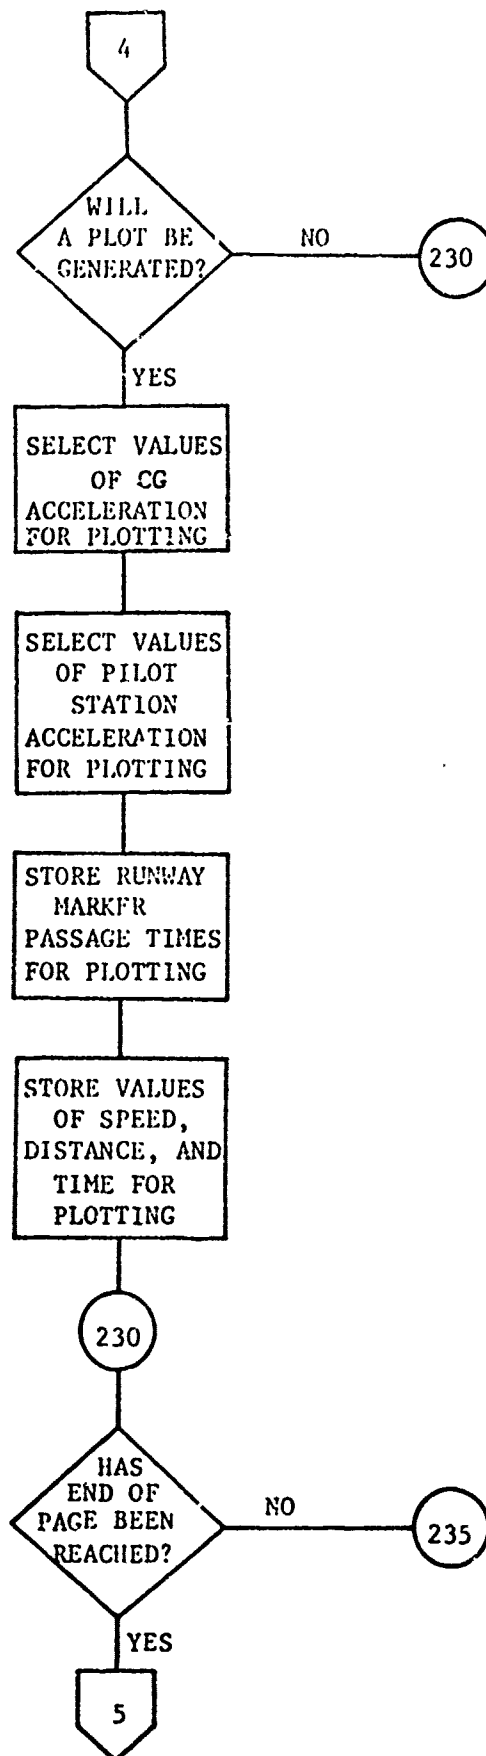 4
WILL
A PLOT BE
GENERATED?
NO
230
YES
SELECT VALUES
OF CG
ACCELERATION
FOR PLOTTING
SELECT VALUES
OF PILOT
STATION
ACCELERATION
FOR PLOTTING
STORE RUNWAY
MARKER
PASSAGE TIMES
FOR PLOTTING
STORE VALUES
OF SPEED,
DISTANCE, AND
TIME FOR
PLOTTING
230
HAS
END OF
PAGE BEEN
REACHED?
NO
235
YES
5